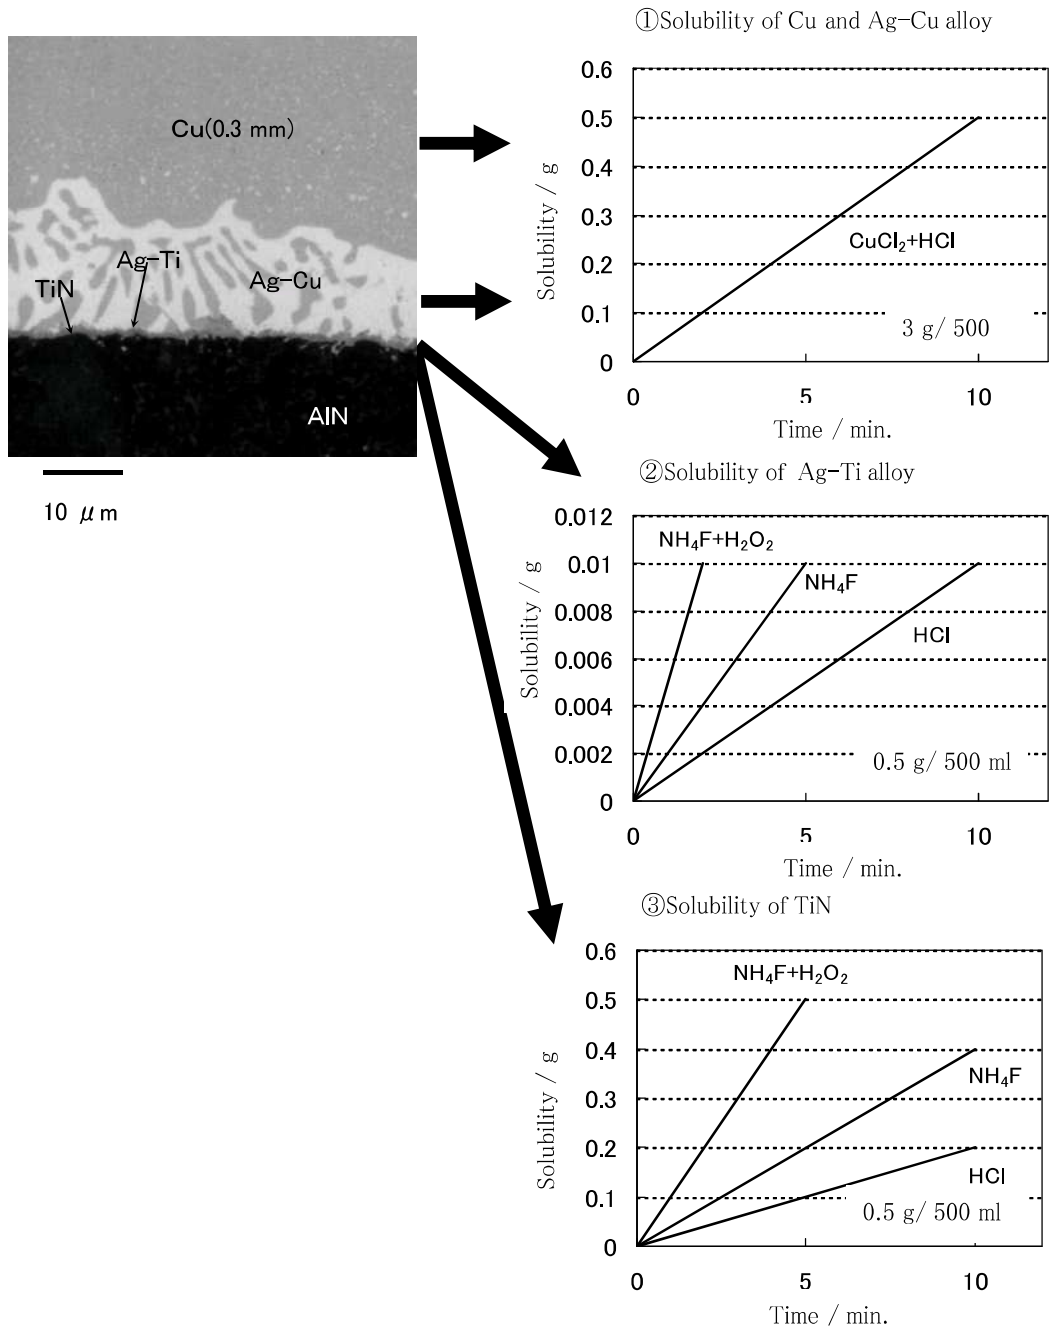 ①Solubility of Cu and Ag-Cu alloy
Cu(0.3 mm)
Ag-Ti
TiN
Ag-Cu
AlN
10 μm
Solubility / g
0.6
0.5
0.4
0.3
0.2
0.1
0
CuCl₂+HCl
3 g/ 500
0 5 10
Time / min.
②Solubility of Ag-Ti alloy
Solubility / g
0.012
0.01
0.008
0.006
0.004
0.002
0
NH₄F+H₂O₂
NH₄F
HCl
0.5 g/ 500 ml
0 5 10
Time / min.
③Solubility of TiN
Solubility / g
0.6
0.5
0.4
0.3
0.2
0.1
0
NH₄F+H₂O₂
NH₄F
HCl
0.5 g/ 500 ml
0 5 10
Time / min.